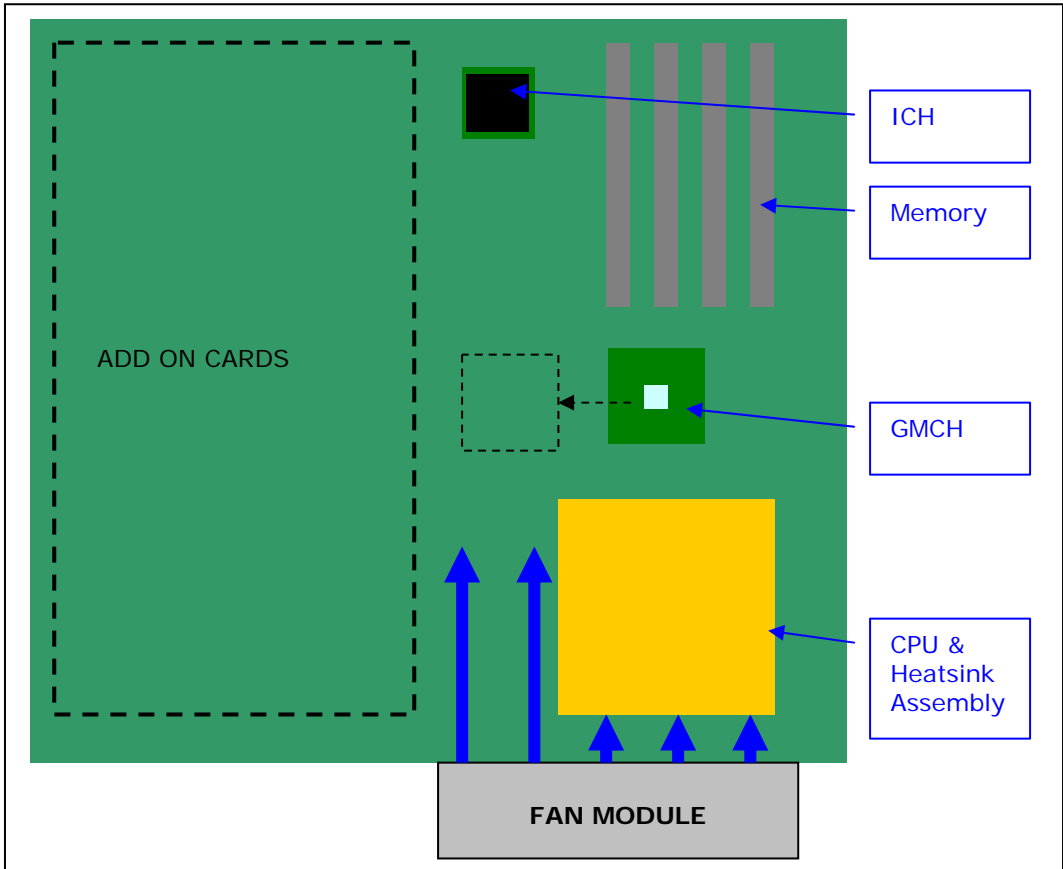 ICH
Memory
ADD ON CARDS
GMCH
CPU &
Heatsink
Assembly
FAN MODULE